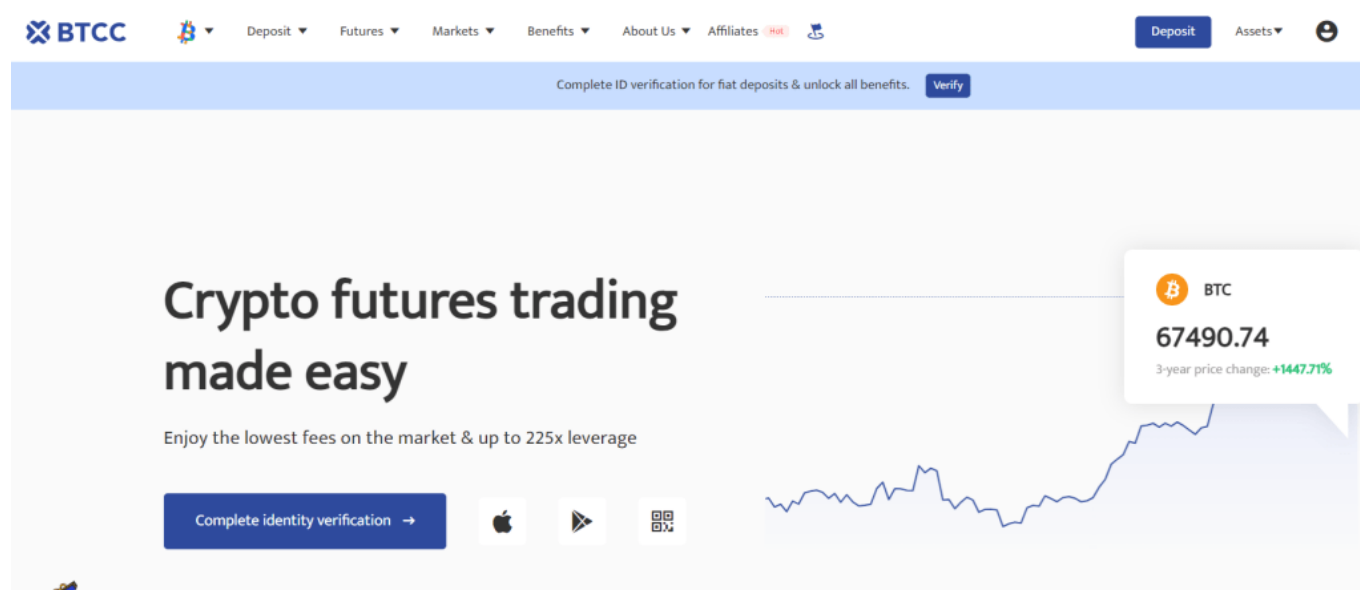 BTCC
Deposit
Futures
Markets
Benefits
About Us
Affiliates
Hot
Deposit
Assets
Complete ID verification for fiat deposits & unlock all benefits.
Verify
Crypto futures trading
made easy
Enjoy the lowest fees on the market & up to 225x leverage
Complete identity verification →
BTC
67490.74
3-year price change: +1447.71%